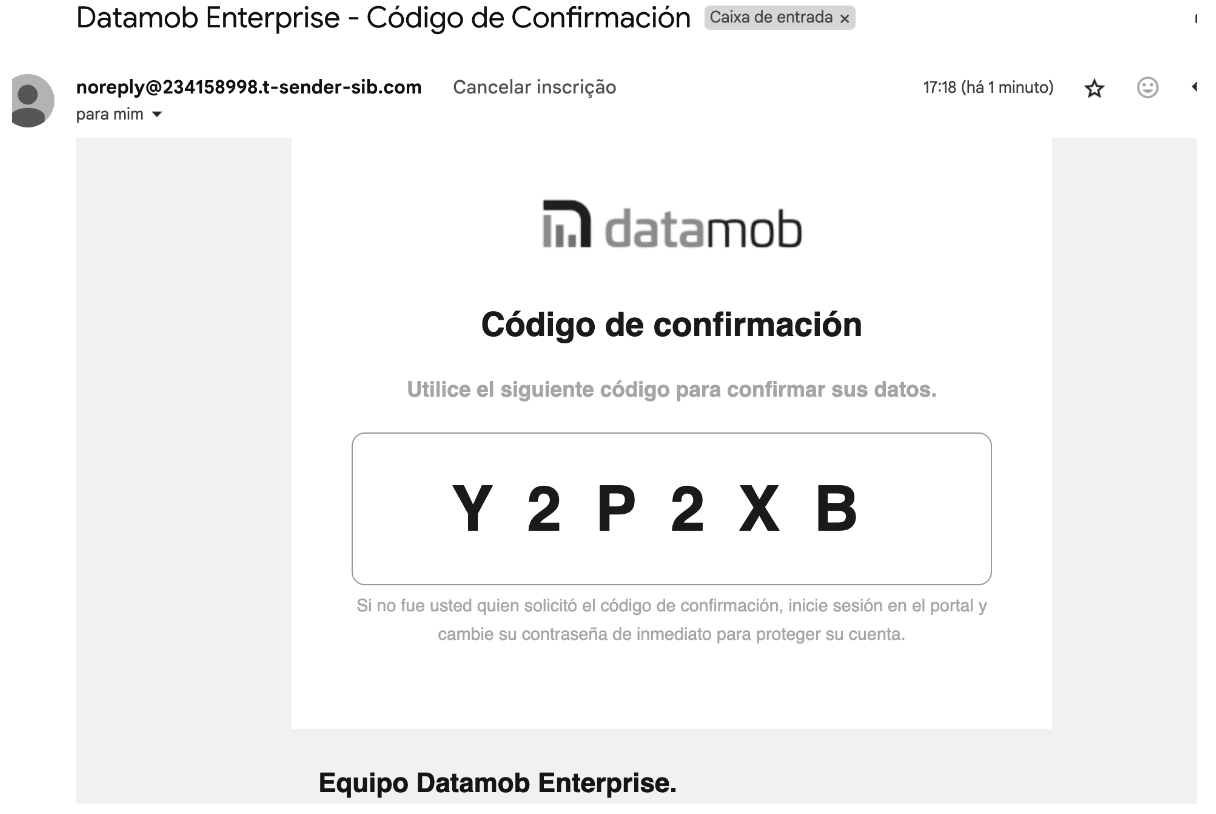 Datamob Enterprise - Código de Confirmación Caixa de entrada ×
noreply@234158998.t-sender-sib.com Cancelar inscrição 17:18 (há 1 minuto)
para mim
datamob
Código de confirmación
Utilice el siguiente código para confirmar sus datos.
Y 2 P 2 X B
Si no fue usted quien solicitó el código de confirmación, inicie sesión en el portal y
cambie su contraseña de inmediato para proteger su cuenta.
Equipo Datamob Enterprise.